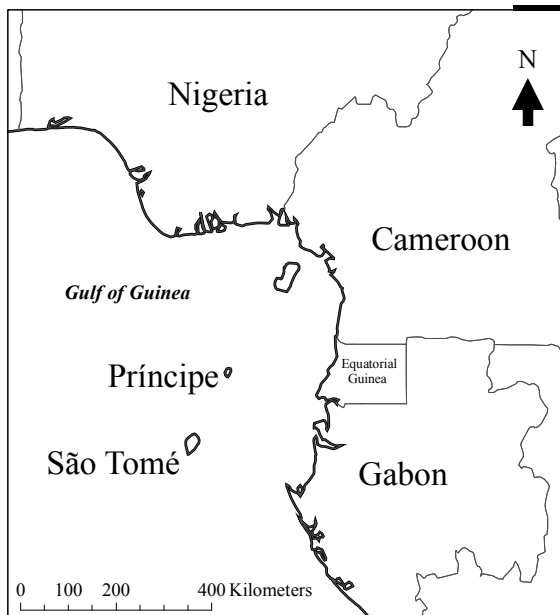 N
Nigeria
Cameroon
Gulf of Guinea
Equatorial
Guinea
Príncipe
São Tomé
Gabon
0 100 200 400 Kilometers